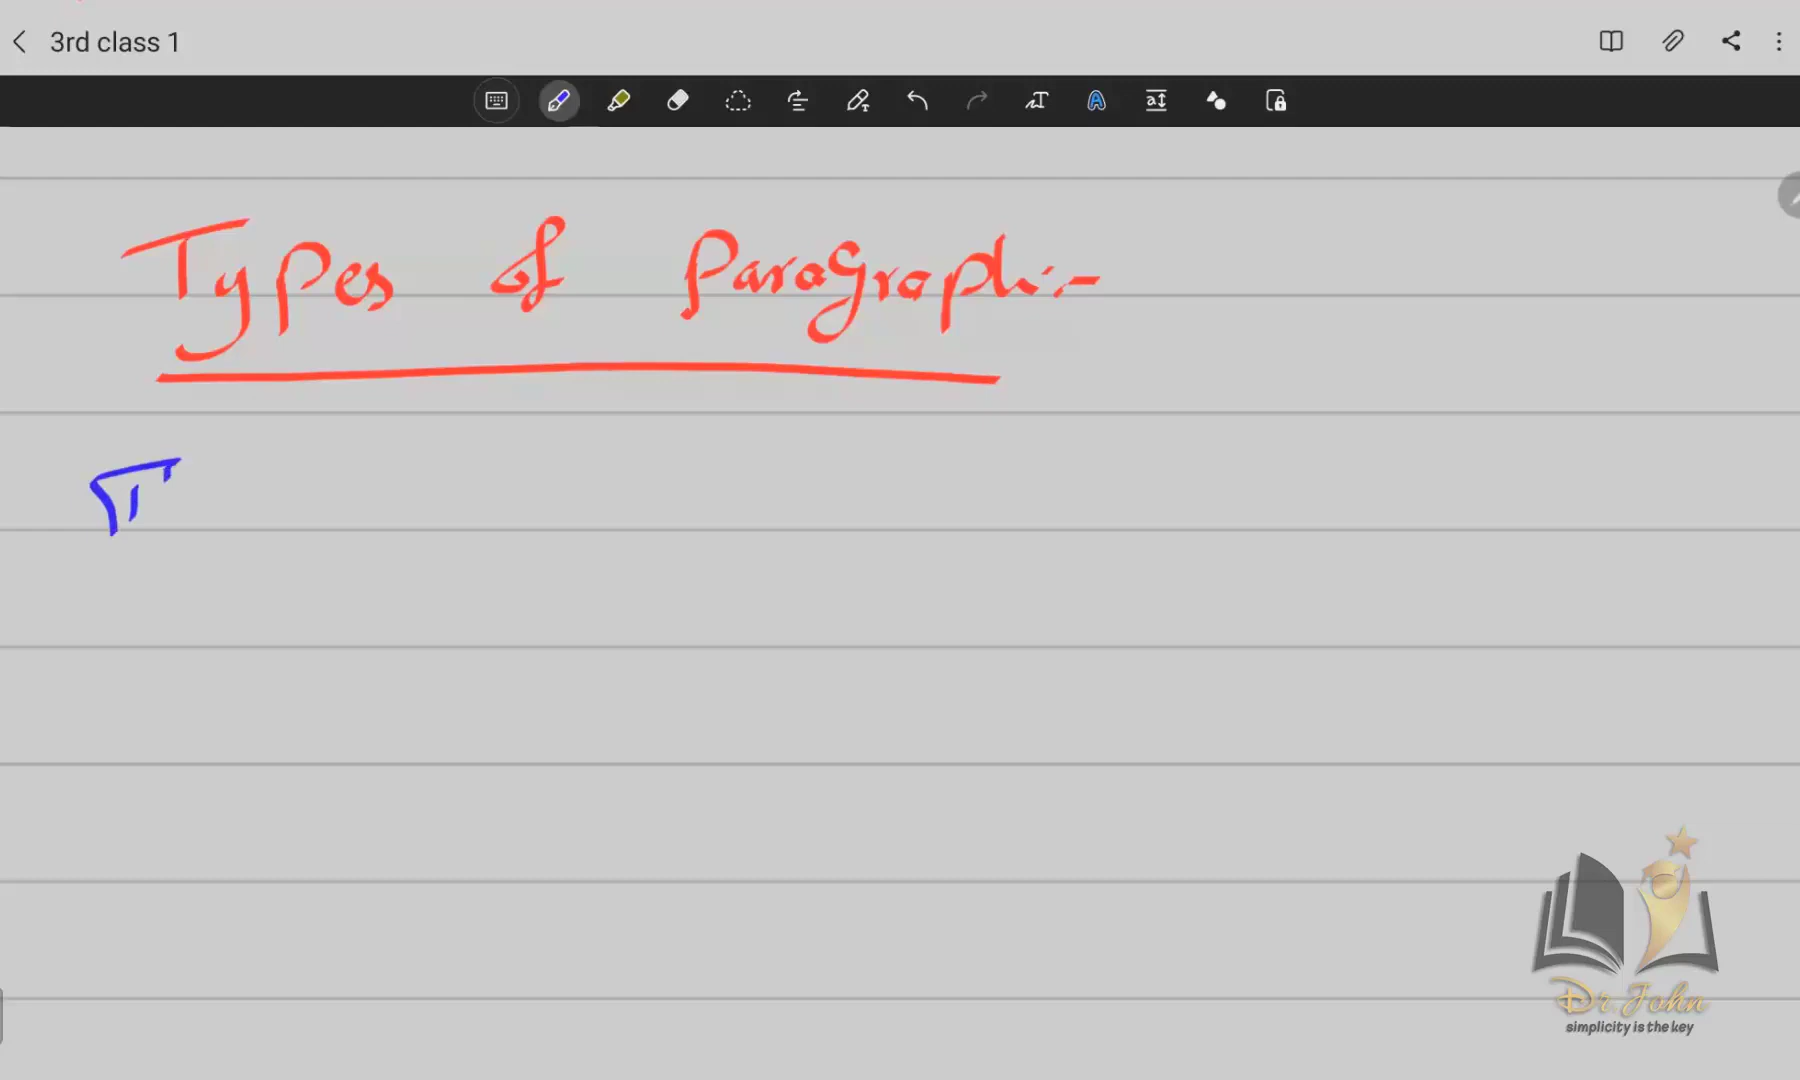 3rd class 1
Types of Paragraph:-
Dr. John
simplicity is the key